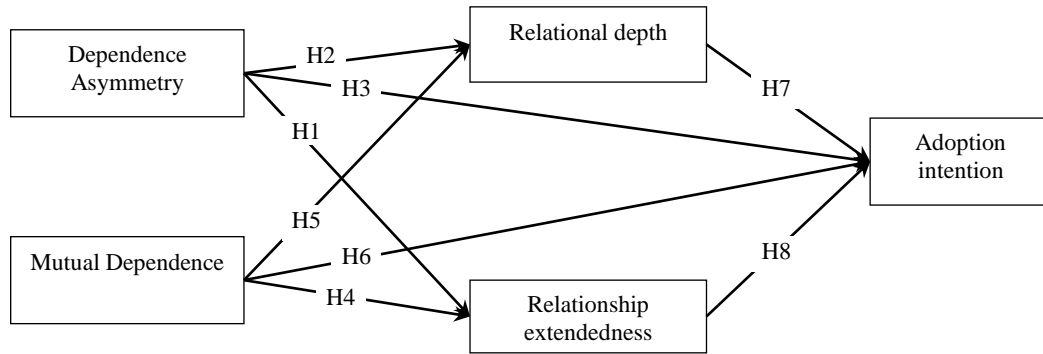 Dependence
Asymmetry
Relational depth
H2
H3
H7
H1
Adoption
intention
H5
Mutual Dependence
H6
H8
H4
Relationship
extendedness